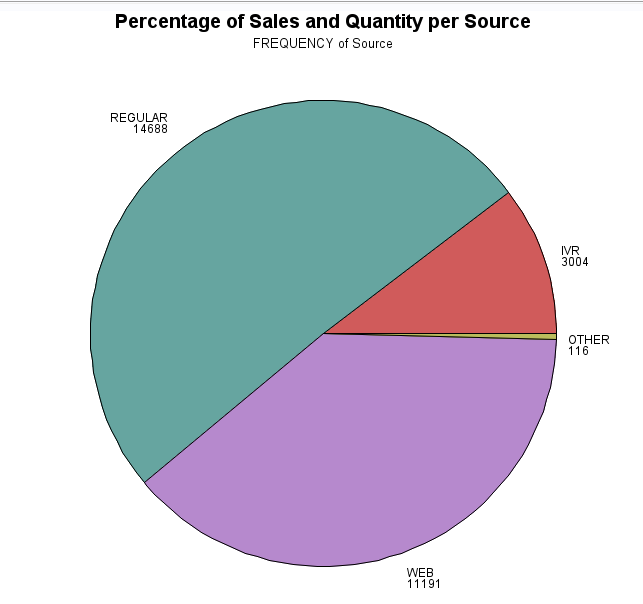 Percentage of Sales and Quantity per Source
FREQUENCY of Source
REGULAR
14688
IVR
3004
OTHER
116
WEB
11191